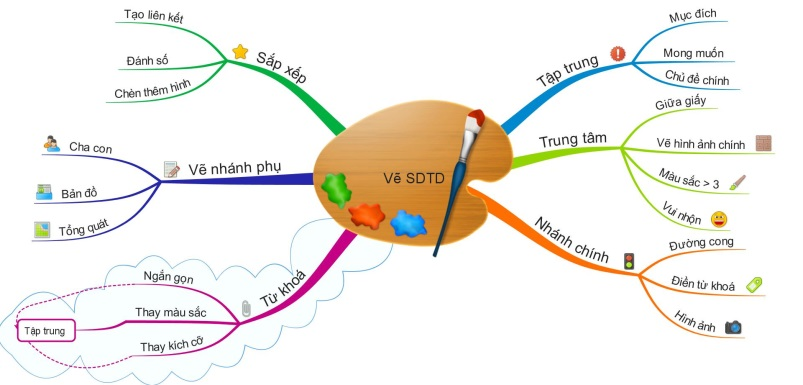 Vẽ SDTD
Tập trung
Mục đích
Mong muốn
Chủ đề chính
Trung tâm
Giữa giấy
Vẽ hình ảnh chính
Màu sắc > 3
Vui nhộn
Nhánh chính
Đường cong
Điền từ khoá
Hình ảnh
Từ khoá
Ngắn gọn
Thay màu sắc
Thay kích cỡ
Tập trung
Vẽ nhánh phụ
Cha con
Bản đồ
Tổng quát
Sắp xếp
Tạo liên kết
Đánh số
Chèn thêm hình